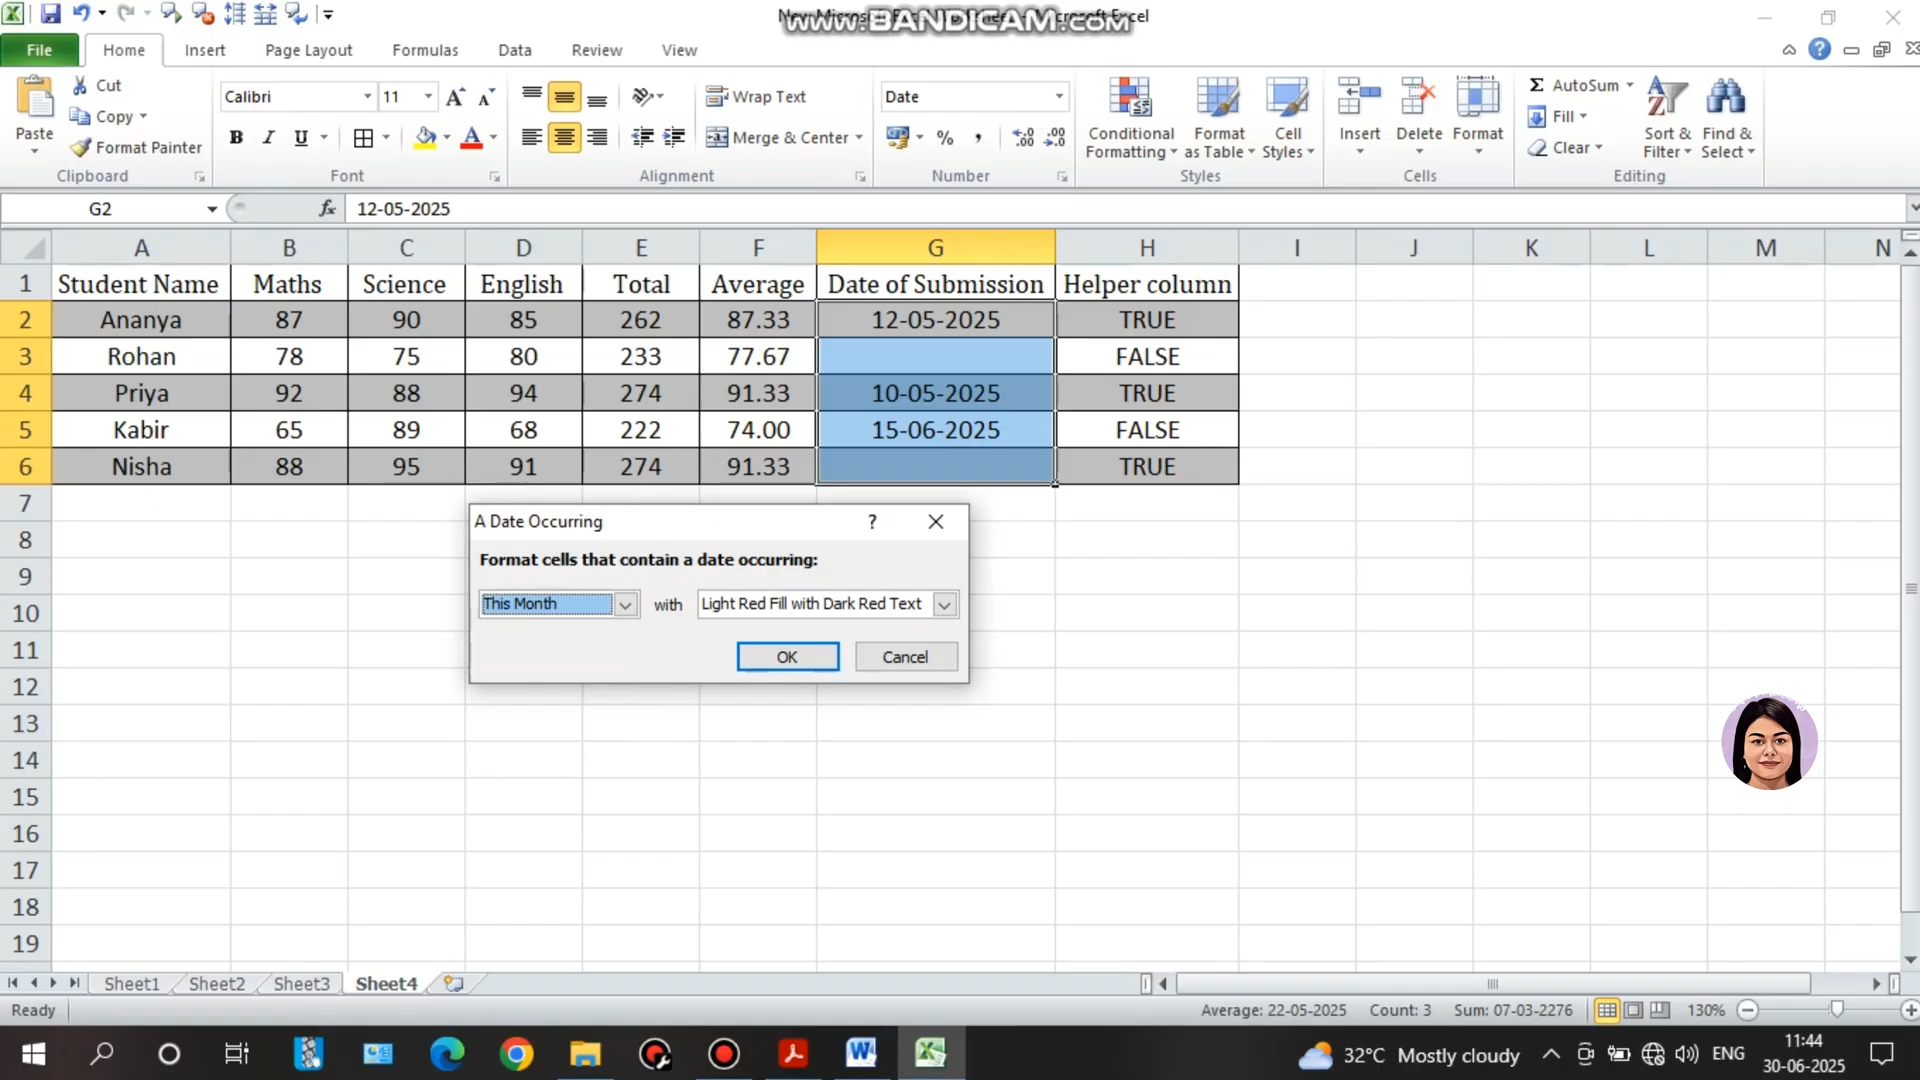 www.BANDICAM.com
File Home Insert Page Layout Formulas Data Review View
Paste
Cut
Copy
Format Painter
Clipboard
Calibri 11
B I U
Font
Wrap Text
Merge & Center
Alignment
Date
%
Number
Conditional Formatting
Format as Table
Cell Styles
Styles
Insert Delete Format
Cells
AutoSum
Fill
Clear
Sort & Filter
Find & Select
Editing
G2 fx 12-05-2025
A B C D E F G H I J K L M N
1 Student Name Maths Science English Total Average Date of Submission Helper column
2 Ananya 87 90 85 262 87.33 12-05-2025 TRUE
3 Rohan 78 75 80 233 77.67 FALSE
4 Priya 92 88 94 274 91.33 10-05-2025 TRUE
5 Kabir 65 89 68 222 74.00 15-06-2025 FALSE
6 Nisha 88 95 91 274 91.33 TRUE
7
8
9
10
11
12
13
14
15
16
17
18
19
A Date Occurring ?
Format cells that contain a date occurring:
This Month with Light Red Fill with Dark Red Text
OK Cancel
Sheet1 Sheet2 Sheet3 Sheet4
Ready Average: 22-05-2025 Count: 3 Sum: 07-03-2276 130%
32°C Mostly cloudy ENG
11:44
30-06-2025